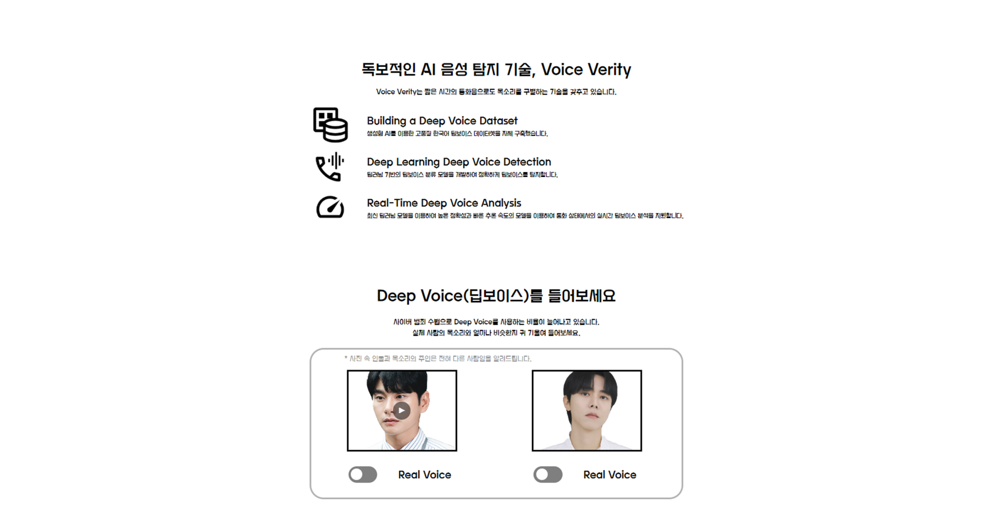 독보적인 AI 음성 탐지 기술, Voice Verity
Voice Verity는 짧은 시간의 통화음으로도 목소리를 구별하는 기술을 갖추고 있습니다.
Building a Deep Voice Dataset
생성형 AI를 이용한 고품질 한국어 딥보이스 데이터셋을 자체 구축했습니다.
Deep Learning Deep Voice Detection
딥러닝 기반의 딥보이스 분류 모델을 개발하여 정확하게 딥보이스를 탐지합니다.
Real-Time Deep Voice Analysis
최신 딥러닝 모델을 이용하여 높은 정확성과 빠른 추론 속도의 모델을 이용하여 통화 상태에서의 실시간 딥보이스 분석을 지원합니다.
Deep Voice(딥보이스)를 들어보세요
사이버 범죄 수법으로 Deep Voice를 사용하는 비율이 늘어나고 있습니다.
실제 사람의 목소리와 얼마나 비슷한지 귀 기울여 들어보세요.
* 사진 속 인물과 목소리의 주인은 전혀 다른 사람임을 알려드립니다.
Real Voice
Real Voice